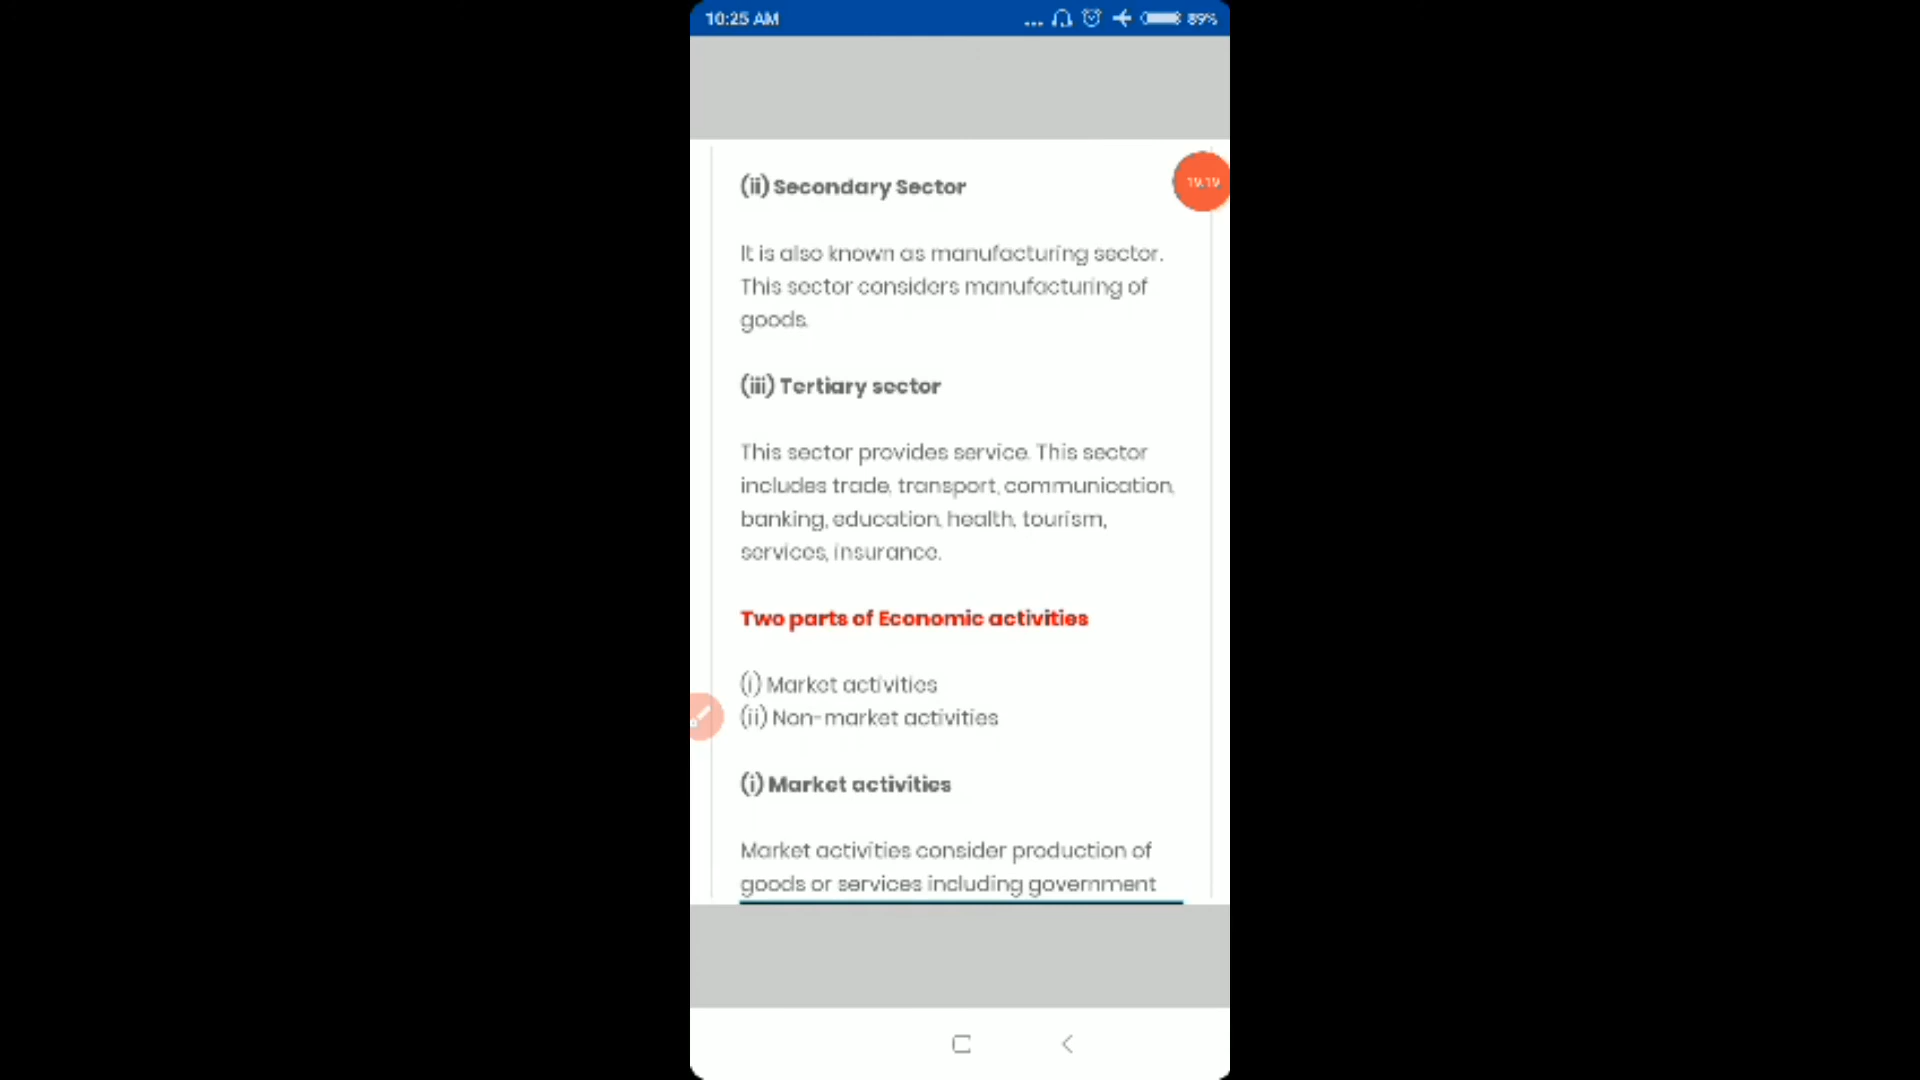 10:25 AM
... 89%
(ii) Secondary Sector
19:19
It is also known as manufacturing sector.
This sector considers manufacturing of
goods.
(iii) Tertiary sector
This sector provides service. This sector
includes trade, transport, communication,
banking, education, health, tourism,
services, insurance.
Two parts of Economic activities
(i) Market activities
(ii) Non-market activities
(i) Market activities
Market activities consider production of
goods or services including government